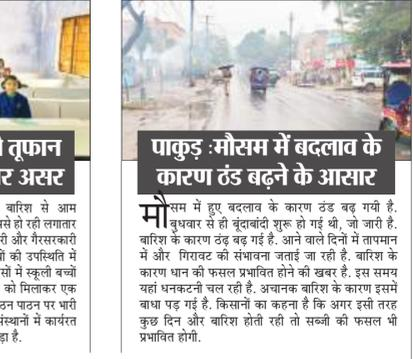 तूफान
र असर
बारिश से आम
से हो रही लगातार
री और गैरसरकारी
की उपस्थिति में
सों में स्कूली बच्चों
को मिलाकर एक
ठन पाठन पर भारी
संस्थानों में कार्यरत
ड़ा है.
पाकुड़ :मौसम में बदलाव के
कारण ठंड बढ़ने के आसार
मौसम में हुए बदलाव के कारण ठंड बढ़ गयी है.
बुधवार से ही बूंदाबांदी शुरू हो गई थी, जो जारी है.
बारिश के कारण ठंढ़ बढ़ गई है. आने वाले दिनों में तापमान
में और गिरावट की संभावना जताई जा रही है. बारिश के
कारण धान की फसल प्रभावित होने की खबर है. इस समय
यहां धनकटनी चल रही है. अचानक बारिश के कारण इसमें
बाधा पड़ गई है. किसानों का कहना है कि अगर इसी तरह
कुछ दिन और बारिश होती रही तो सब्जी की फसल भी
प्रभावित होगी.